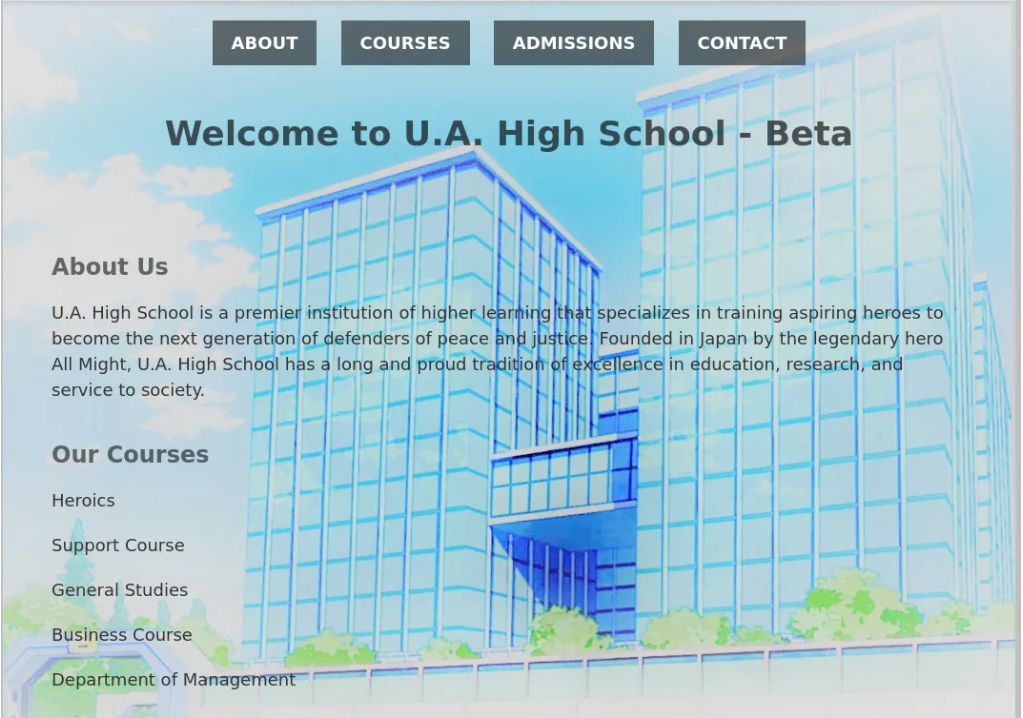 ABOUT COURSES ADMISSIONS CONTACT
Welcome to U.A. High School - Beta
About Us
U.A. High School is a premier institution of higher learning that specializes in training aspiring heroes to
become the next generation of defenders of peace and justice. Founded in Japan by the legendary hero
All Might, U.A. High School has a long and proud tradition of excellence in education, research, and
service to society.
Our Courses
Heroics
Support Course
General Studies
Business Course
Department of Management